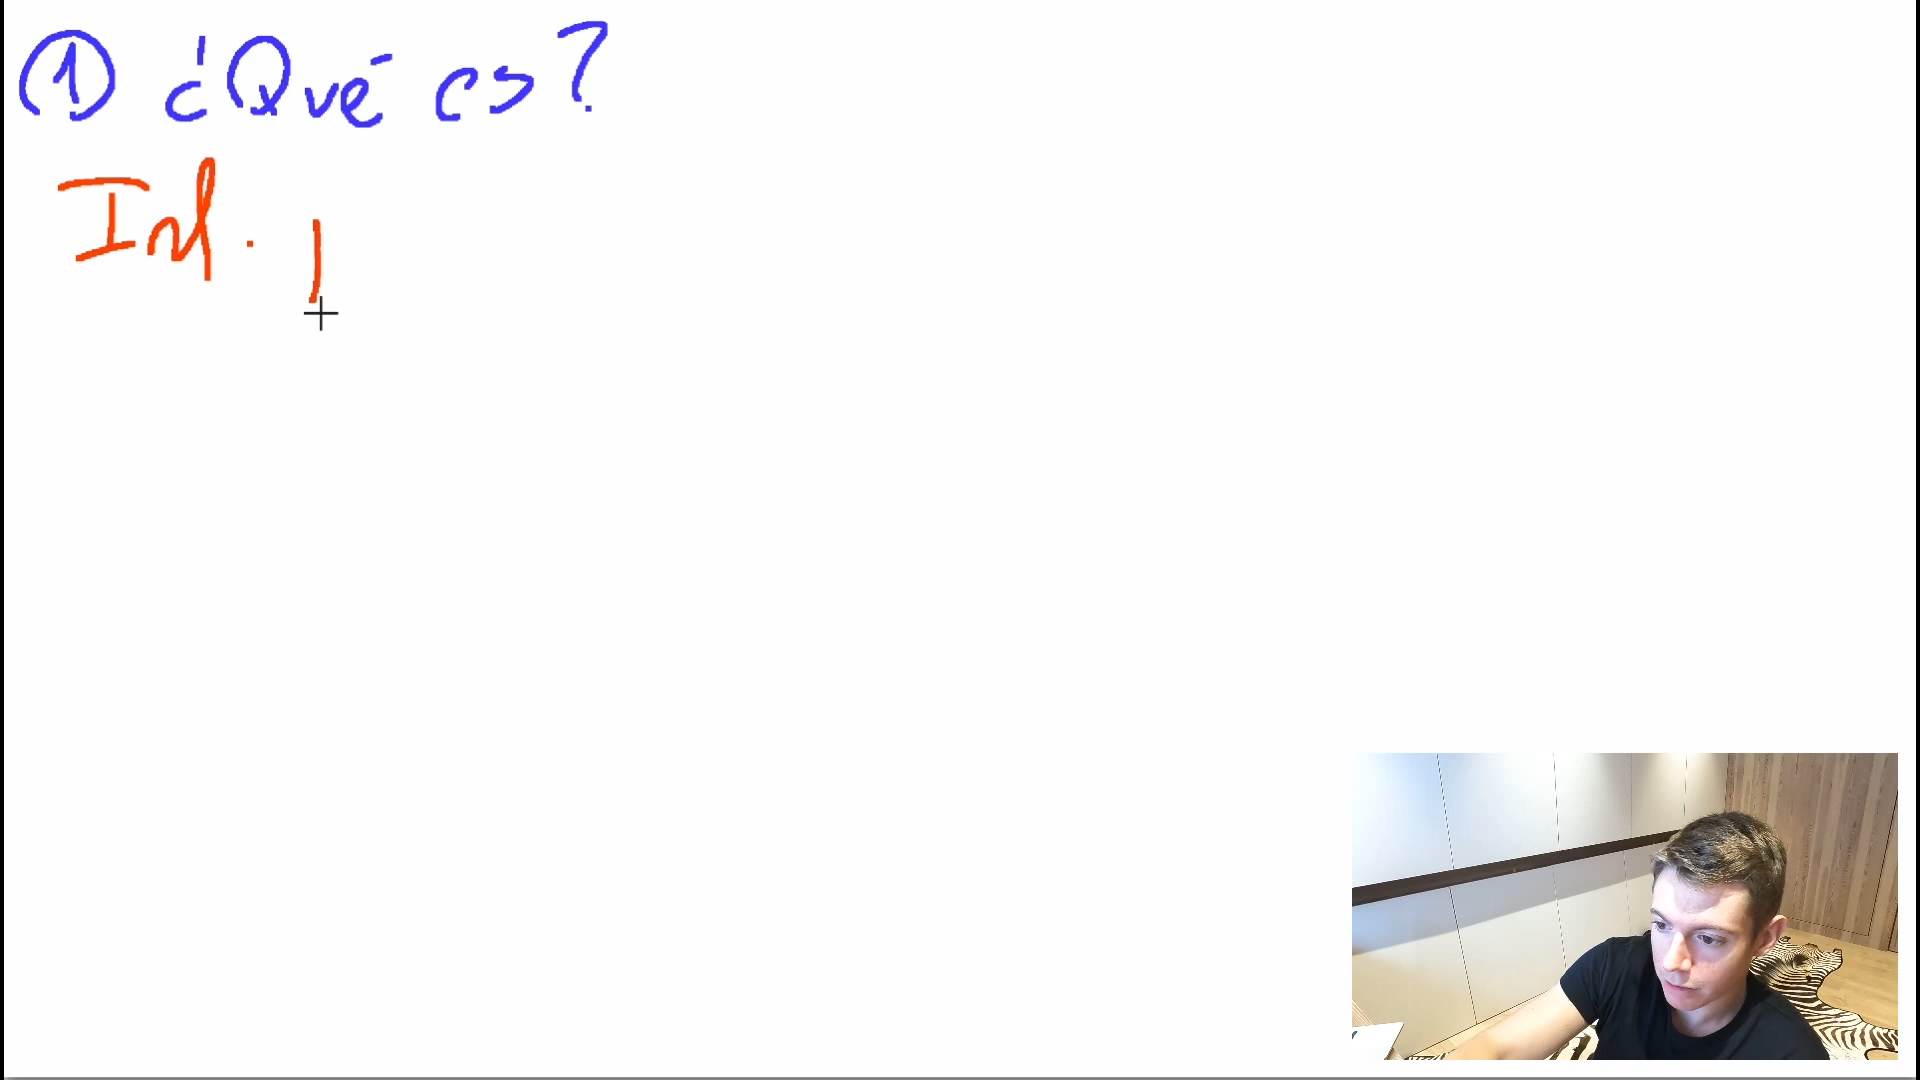 ① ¿Qué es?
Inf.